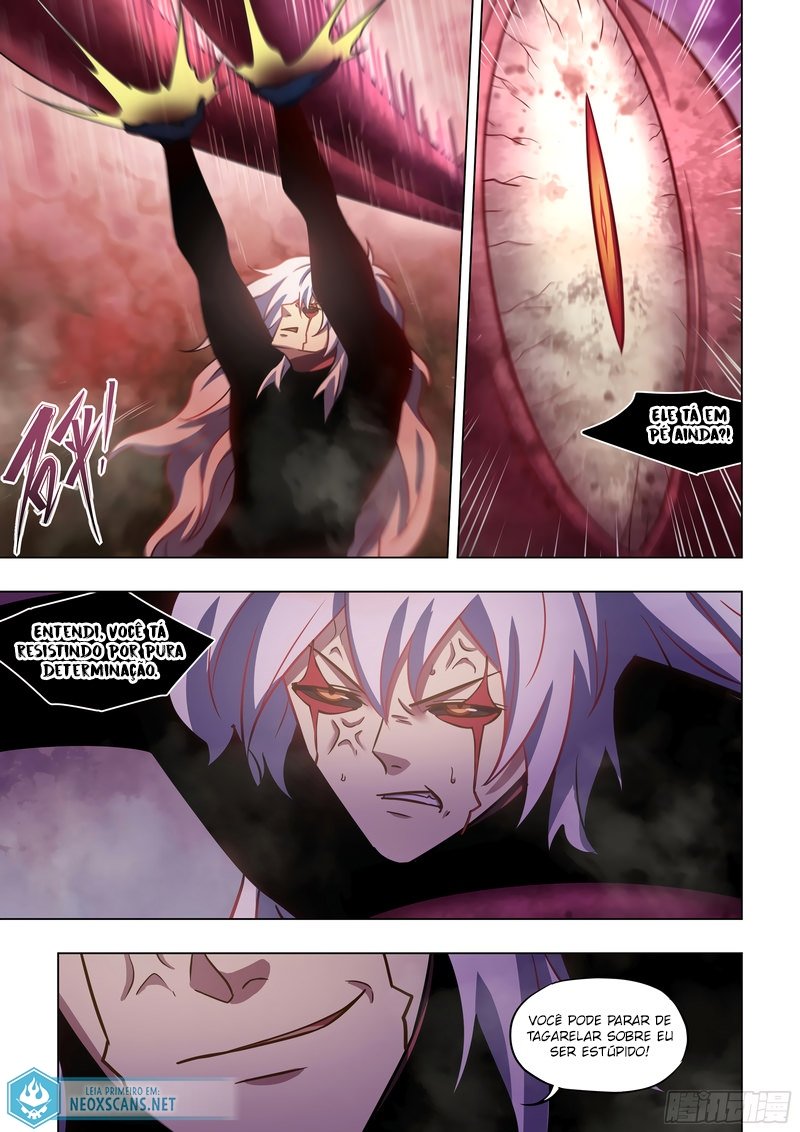 ELE TÁ EM
PÉ AINDA?!
ENTENDI, VOCÊ TÁ
RESISTINDO POR PURA
DETERMINAÇÃO.
VOCÊ PODE PARAR DE
TAGARELAR SOBRE EU
SER ESTÚPIDO!
LEIA PRIMEIRO EM:
NEOXSCANS.NET
腾讯动漫